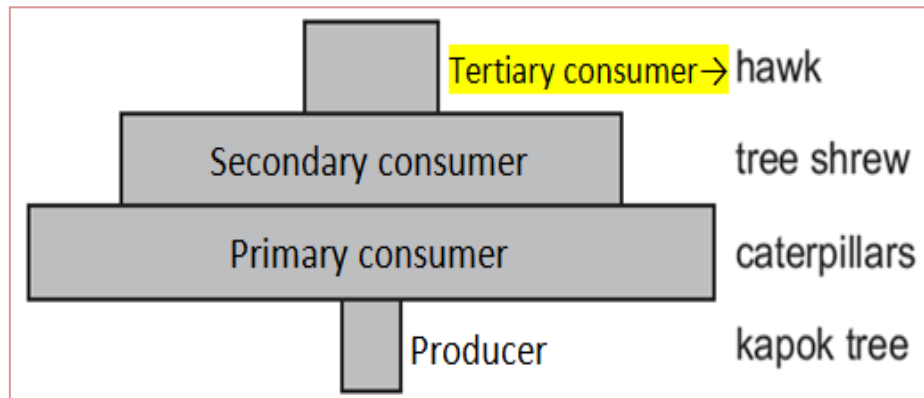 Tertiary consumer→ hawk
Secondary consumer tree shrew
Primary consumer caterpillars
Producer kapok tree